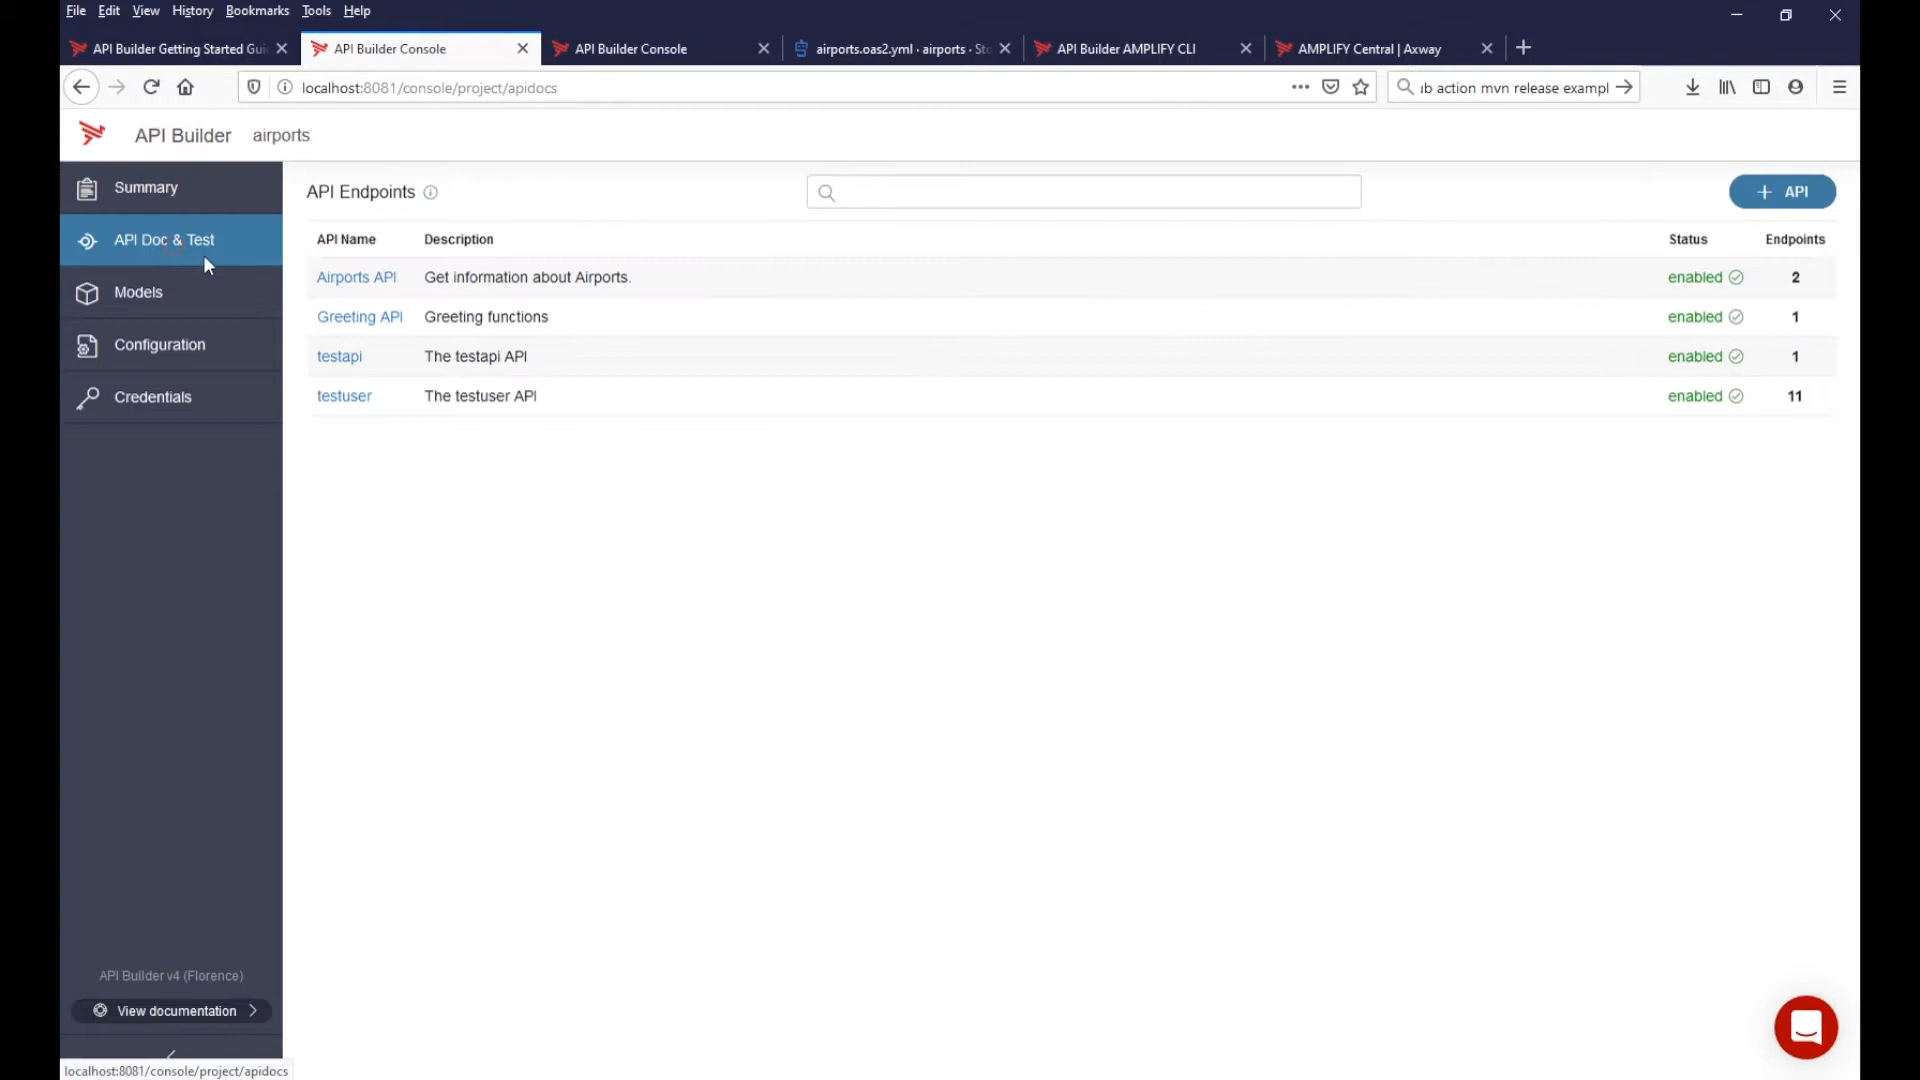 File Edit View History Bookmarks Tools Help
API Builder Getting Started Gui
API Builder Console
API Builder Console
airports.oas2.yml · airports · Sto
API Builder AMPLIFY CLI
AMPLIFY Central | Axway
localhost:8081/console/project/apidocs
ub action mvn release exampl
API Builder airports
Summary
API Doc & Test
Models
Configuration
Credentials
API Endpoints
+ API
API Name Description Status Endpoints
Airports API Get information about Airports. enabled 2
Greeting API Greeting functions enabled 1
testapi The testapi API enabled 1
testuser The testuser API enabled 11
API Builder v4 (Florence)
View documentation
localhost:8081/console/project/apidocs